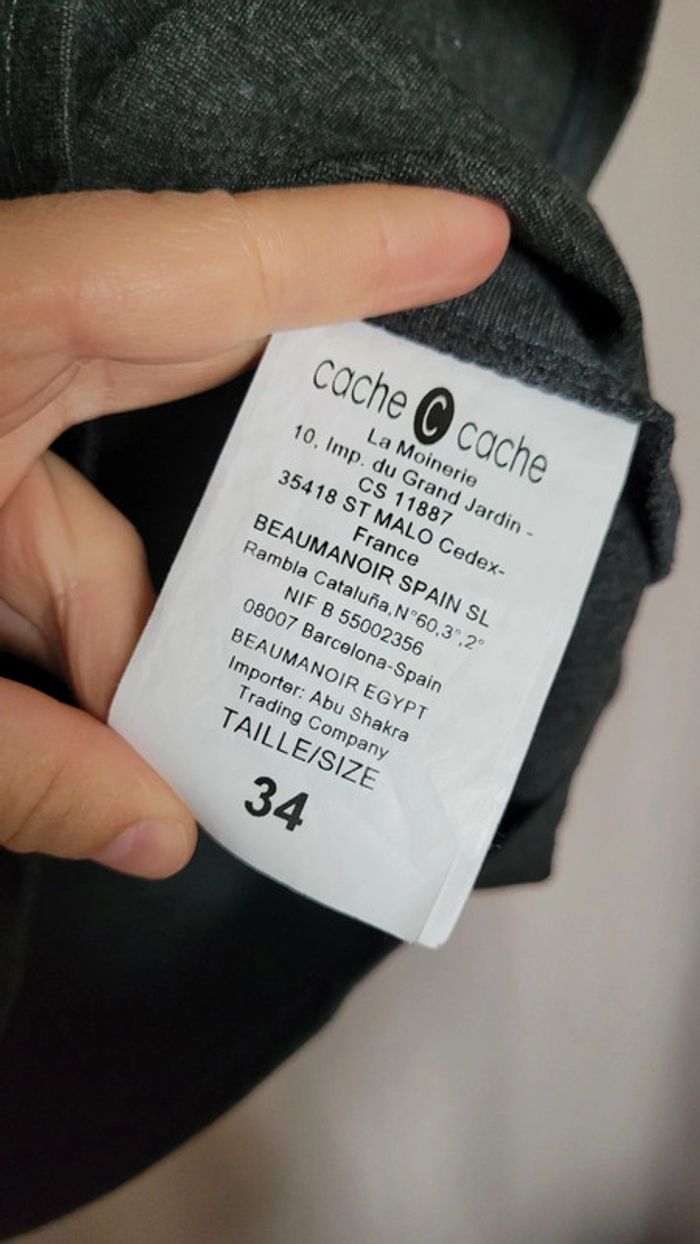 cache C cache
La Moinerie
10, Imp. du Grand Jardin -
CS 11887
35418 ST MALO Cedex-
France
BEAUMANOIR SPAIN SL
Rambla Cataluña,N°60,3°,2°
NIF B 55002356
08007 Barcelona-Spain
BEAUMANOIR EGYPT
Importer: Abu Shakra
Trading Company
TAILLE/SIZE
34